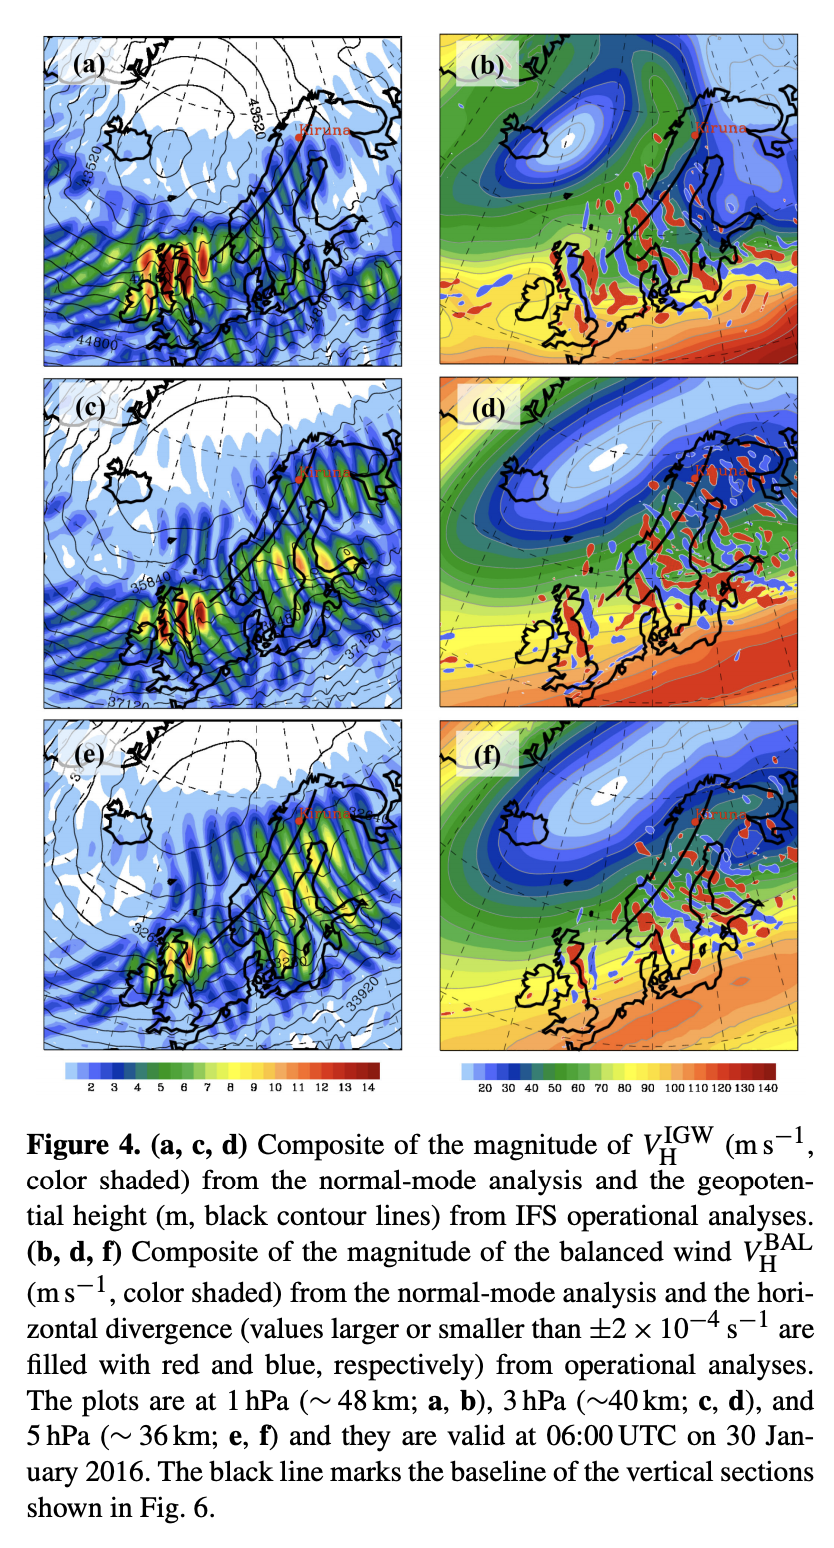 (a)
43520
Kiruna
43520
44800
44800
(b)
Kiruna
(c)
Kiruna
35840
37120
37120
(d)
Kiruna
(e)
Kiruna
33920
(f)
Kiruna
2 3 4 5 6 7 8 9 10 11 12 13 14
20 30 40 50 60 70 80 90 100 110 120 130 140
Figure 4. (a, c, d) Composite of the magnitude of V_H^IGW (m s−1,
color shaded) from the normal-mode analysis and the geopoten-
tial height (m, black contour lines) from IFS operational analyses.
(b, d, f) Composite of the magnitude of the balanced wind V_H^BAL
(m s−1, color shaded) from the normal-mode analysis and the hori-
zontal divergence (values larger or smaller than ±2 × 10−4 s−1 are
filled with red and blue, respectively) from operational analyses.
The plots are at 1 hPa (∼ 48 km; a, b), 3 hPa (∼40 km; c, d), and
5 hPa (∼ 36 km; e, f) and they are valid at 06:00 UTC on 30 Jan-
uary 2016. The black line marks the baseline of the vertical sections
shown in Fig. 6.